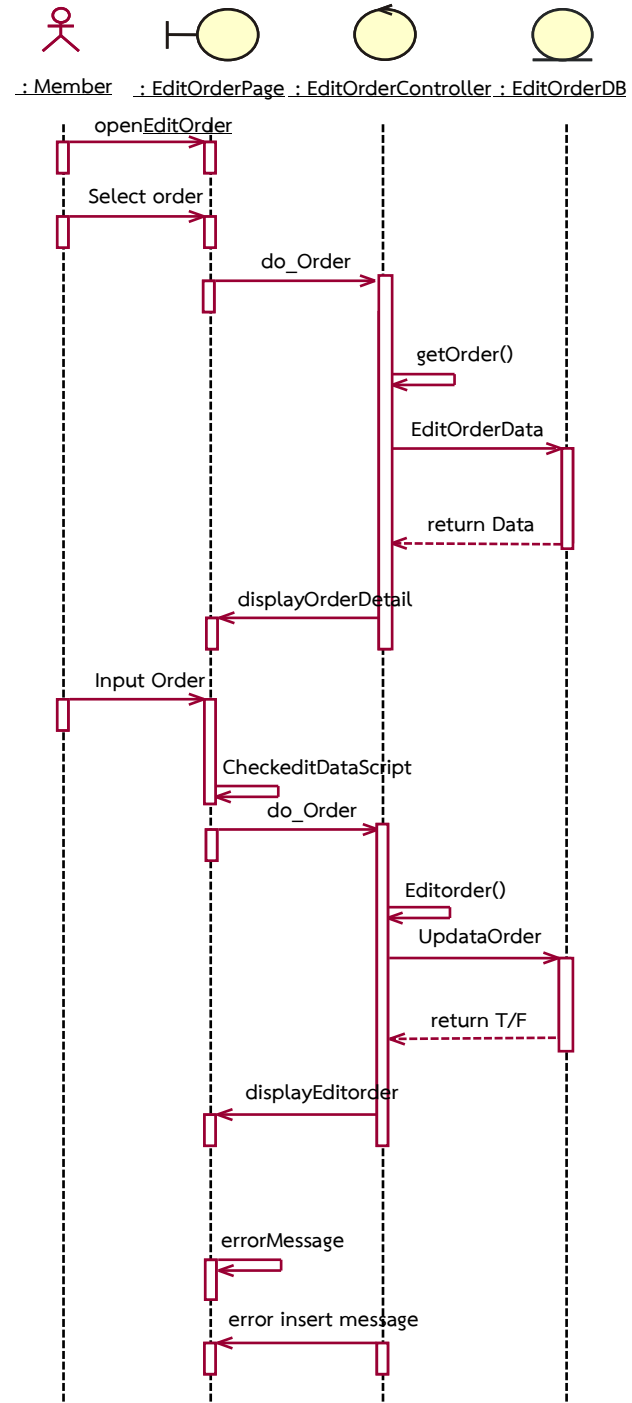 : Member : EditOrderPage : EditOrderController : EditOrderDB
openEditOrder
Select order
do_Order
getOrder()
EditOrderData
return Data
displayOrderDetail
Input Order
CheckeditDataScript
do_Order
Editorder()
UpdataOrder
return T/F
displayEditorder
errorMessage
error insert message